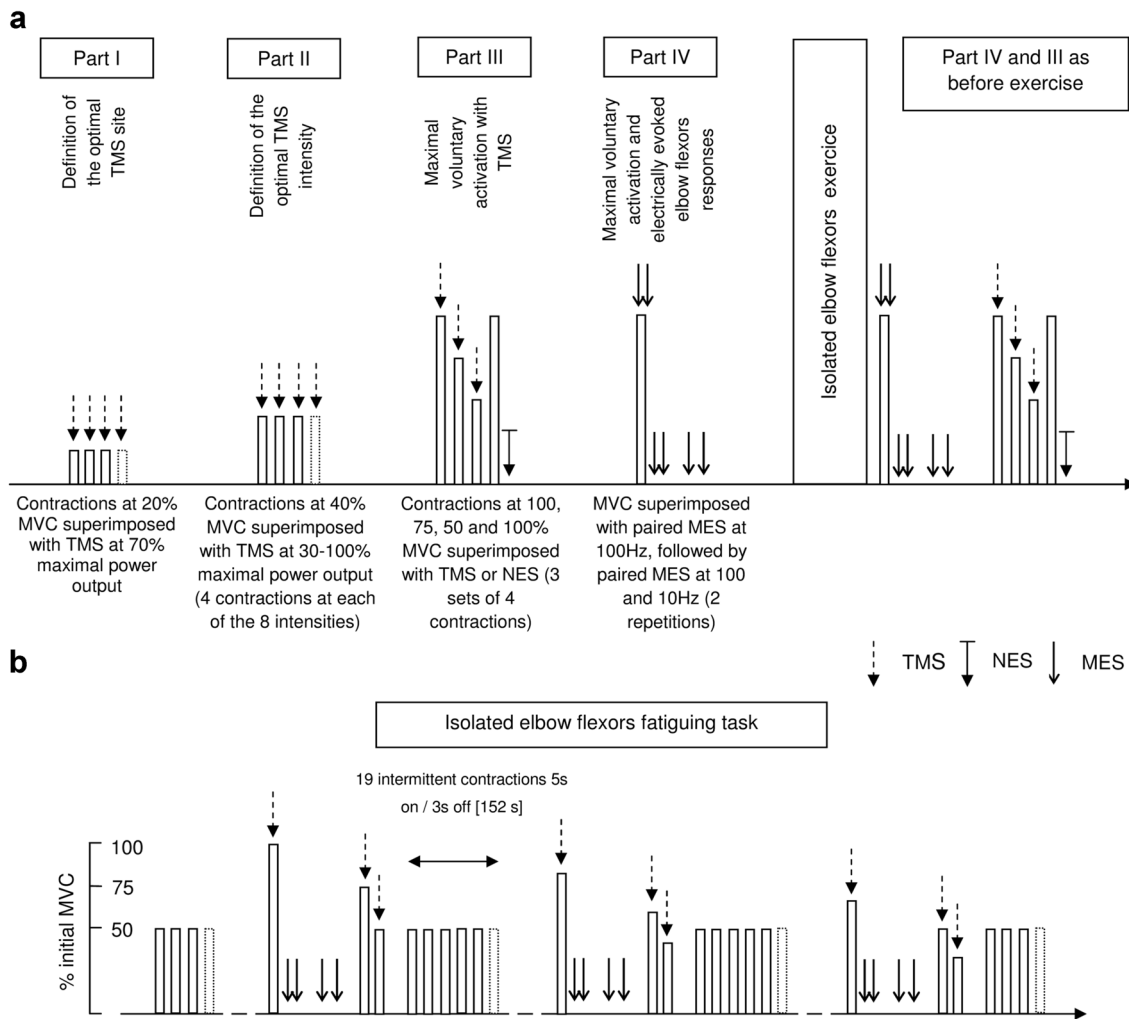 a
Part I
Part II
Part III
Part IV
Part IV and III as
before exercise
Definition of
the optimal
TMS site
Definition of the
optimal TMS
intensity
Maximal
voluntary
activation with
TMS
Maximal voluntary
activation and
electrically evoked
elbow flexors
responses
Isolated elbow flexors exercice
Contractions at 20%
MVC superimposed
with TMS at 70%
maximal power
output
Contractions at 40%
MVC superimposed
with TMS at 30-100%
maximal power output
(4 contractions at each
of the 8 intensities)
Contractions at 100,
75, 50 and 100%
MVC superimposed
with TMS or NES (3
sets of 4
contractions)
MVC superimposed
with paired MES at
100Hz, followed by
paired MES at 100
and 10Hz (2
repetitions)
TMS
NES
MES
b
Isolated elbow flexors fatiguing task
19 intermittent contractions 5s
on / 3s off [152 s]
% initial MVC
100
75
50